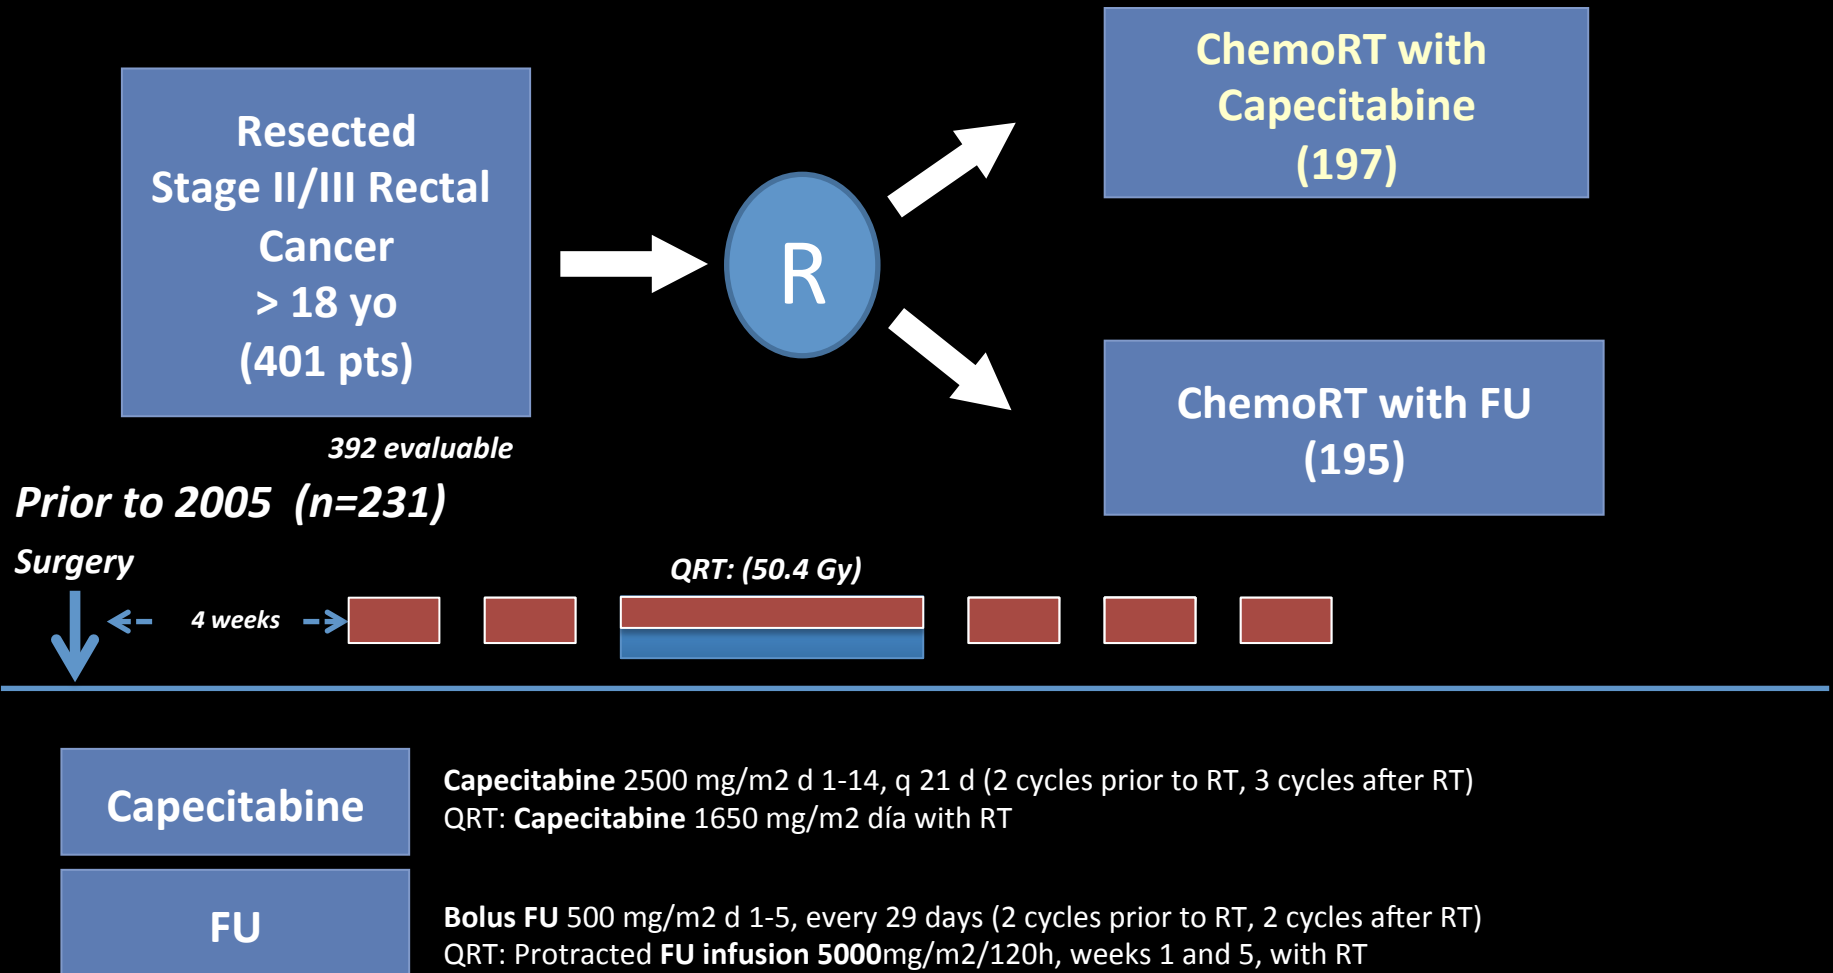 Resected
Stage II/III Rectal
Cancer
> 18 yo
(401 pts)
392 evaluable
R
ChemoRT with
Capecitabine
(197)
ChemoRT with FU
(195)
Prior to 2005 (n=231)
Surgery
4 weeks
QRT: (50.4 Gy)
Capecitabine
Capecitabine 2500 mg/m2 d 1-14, q 21 d (2 cycles prior to RT, 3 cycles after RT)
QRT: Capecitabine 1650 mg/m2 día with RT
FU
Bolus FU 500 mg/m2 d 1-5, every 29 days (2 cycles prior to RT, 2 cycles after RT)
QRT: Protracted FU infusion 5000mg/m2/120h, weeks 1 and 5, with RT